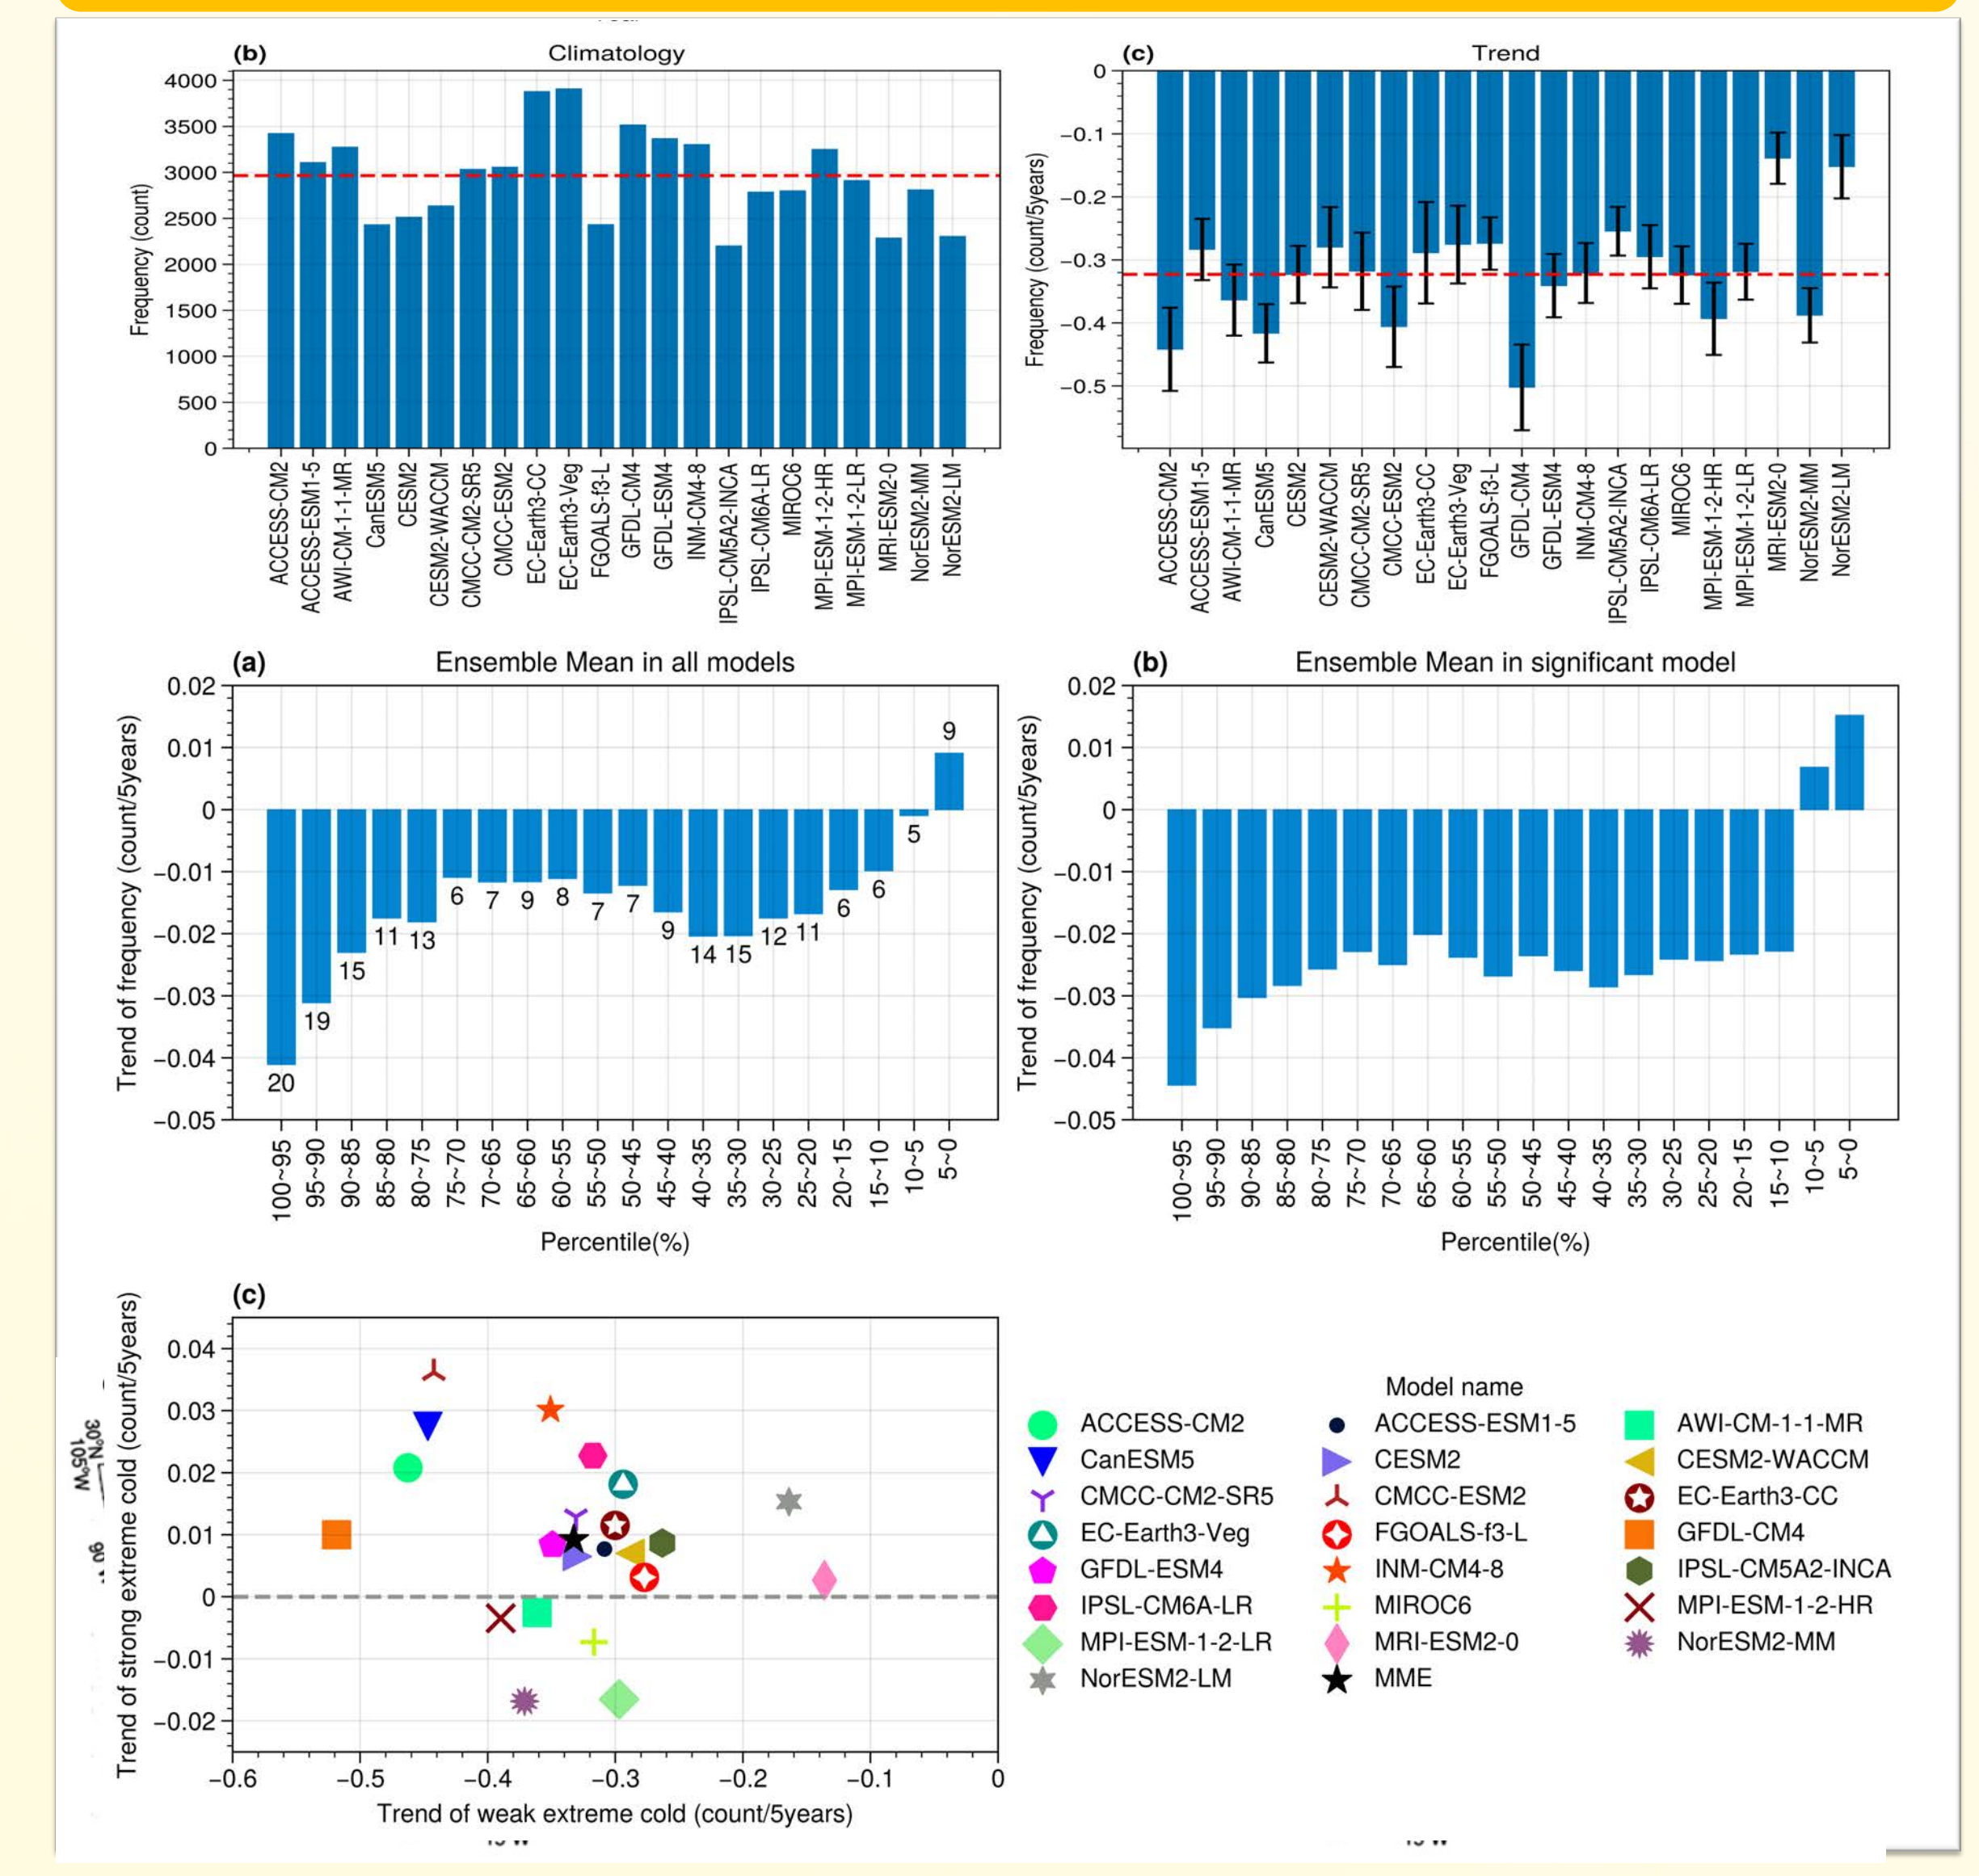 (b) Climatology
4000
3500
3000
2500
2000
1500
1000
500
0
Frequency (count)
ACCESS-CM2
ACCESS-ESM1-5
AWI-CM-1-1-MR
CanESM5
CESM2
CESM2-WACCM
CMCC-CM2-SR5
CMCC-ESM2
EC-Earth3-CC
EC-Earth3-Veg
FGOALS-f3-L
GFDL-CM4
GFDL-ESM4
INM-CM4-8
IPSL-CM5A2-INCA
IPSL-CM6A-LR
MIROC6
MPI-ESM-1-2-HR
MPI-ESM-1-2-LR
MRI-ESM2-0
NorESM2-MM
NorESM2-LM
(c) Trend
0
−0.1
−0.2
−0.3
−0.4
−0.5
Frequency (count/5years)
ACCESS-CM2
ACCESS-ESM1-5
AWI-CM-1-1-MR
CanESM5
CESM2
CESM2-WACCM
CMCC-CM2-SR5
CMCC-ESM2
EC-Earth3-CC
EC-Earth3-Veg
FGOALS-f3-L
GFDL-CM4
GFDL-ESM4
INM-CM4-8
IPSL-CM5A2-INCA
IPSL-CM6A-LR
MIROC6
MPI-ESM-1-2-HR
MPI-ESM-1-2-LR
MRI-ESM2-0
NorESM2-MM
NorESM2-LM
(a) Ensemble Mean in all models
0.02
0.01
0
−0.01
−0.02
−0.03
−0.04
−0.05
Trend of frequency (count/5years)
20
19
15
11
13
6
7
9
8
7
7
9
14
15
12
11
6
6
5
9
100~95
95~90
90~85
85~80
80~75
75~70
70~65
65~60
60~55
55~50
50~45
45~40
40~35
35~30
30~25
25~20
20~15
15~10
10~5
5~0
Percentile(%)
(b) Ensemble Mean in significant model
0.02
0.01
0
−0.01
−0.02
−0.03
−0.04
−0.05
Trend of frequency (count/5years)
100~95
95~90
90~85
85~80
80~75
75~70
70~65
65~60
60~55
55~50
50~45
45~40
40~35
35~30
30~25
25~20
20~15
15~10
10~5
5~0
Percentile(%)
(c)
0.04
0.03
0.02
0.01
0
−0.01
−0.02
Trend of strong extreme cold (count/5years)
−0.6 −0.5 −0.4 −0.3 −0.2 −0.1 0
Trend of weak extreme cold (count/5years)
30°N
105°W
Model name
ACCESS-CM2 ACCESS-ESM1-5 AWI-CM-1-1-MR
CanESM5 CESM2 CESM2-WACCM
CMCC-CM2-SR5 CMCC-ESM2 EC-Earth3-CC
EC-Earth3-Veg FGOALS-f3-L GFDL-CM4
GFDL-ESM4 INM-CM4-8 IPSL-CM5A2-INCA
IPSL-CM6A-LR MIROC6 MPI-ESM-1-2-HR
MPI-ESM-1-2-LR MRI-ESM2-0 NorESM2-MM
NorESM2-LM MME